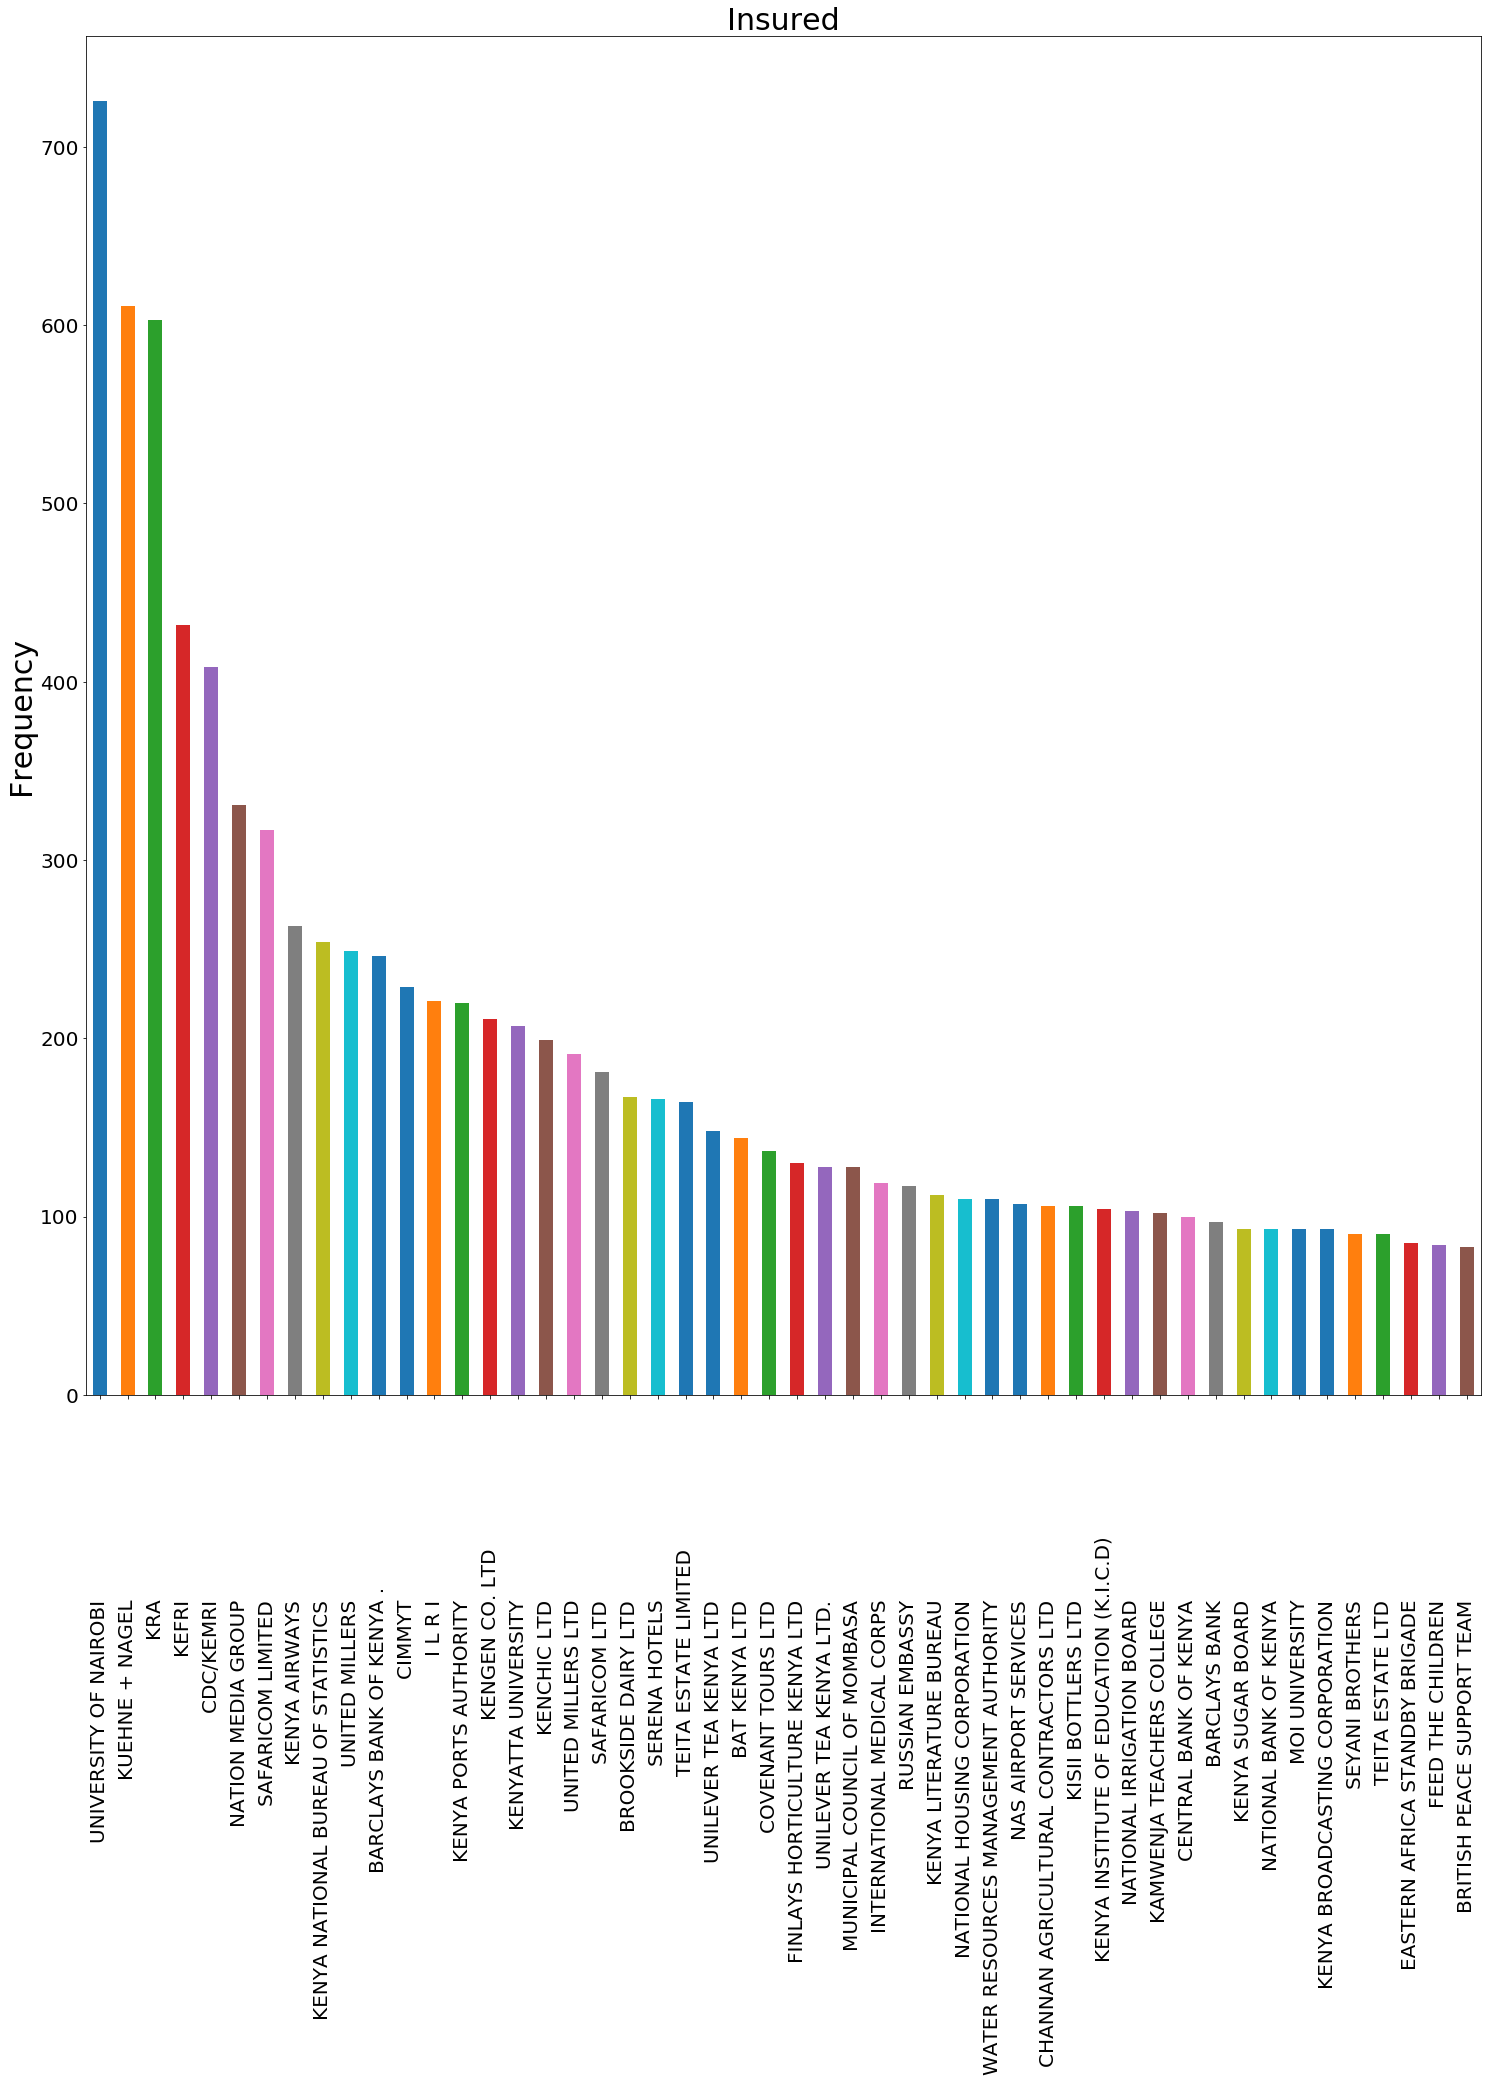 Insured
Frequency
700
600
500
400
300
200
100
0
UNIVERSITY OF NAIROBI
KUEHNE + NAGEL
KRA
KEFRI
CDC/KEMRI
NATION MEDIA GROUP
SAFARICOM LIMITED
KENYA AIRWAYS
KENYA NATIONAL BUREAU OF STATISTICS
UNITED MILLERS
BARCLAYS BANK OF KENYA .
CIMMYT
I L R I
KENYA PORTS AUTHORITY
KENGEN CO. LTD
KENYATTA UNIVERSITY
KENCHIC LTD
UNITED MILLERS LTD
SAFARICOM LTD
BROOKSIDE DAIRY LTD
SERENA HOTELS
TEITA ESTATE LIMITED
UNILEVER TEA KENYA LTD
BAT KENYA LTD
COVENANT TOURS LTD
FINLAYS HORTICULTURE KENYA LTD
UNILEVER TEA KENYA LTD.
MUNICIPAL COUNCIL OF MOMBASA
INTERNATIONAL MEDICAL CORPS
RUSSIAN EMBASSY
KENYA LITERATURE BUREAU
NATIONAL HOUSING CORPORATION
WATER RESOURCES MANAGEMENT AUTHORITY
NAS AIRPORT SERVICES
CHANNAN AGRICULTURAL CONTRACTORS LTD
KISII BOTTLERS LTD
KENYA INSTITUTE OF EDUCATION (K.I.C.D)
NATIONAL IRRIGATION BOARD
KAMWENJA TEACHERS COLLEGE
CENTRAL BANK OF KENYA
BARCLAYS BANK
KENYA SUGAR BOARD
NATIONAL BANK OF KENYA
MOI UNIVERSITY
KENYA BROADCASTING CORPORATION
SEYANI BROTHERS
TEITA ESTATE LTD
EASTERN AFRICA STANDBY BRIGADE
FEED THE CHILDREN
BRITISH PEACE SUPPORT TEAM